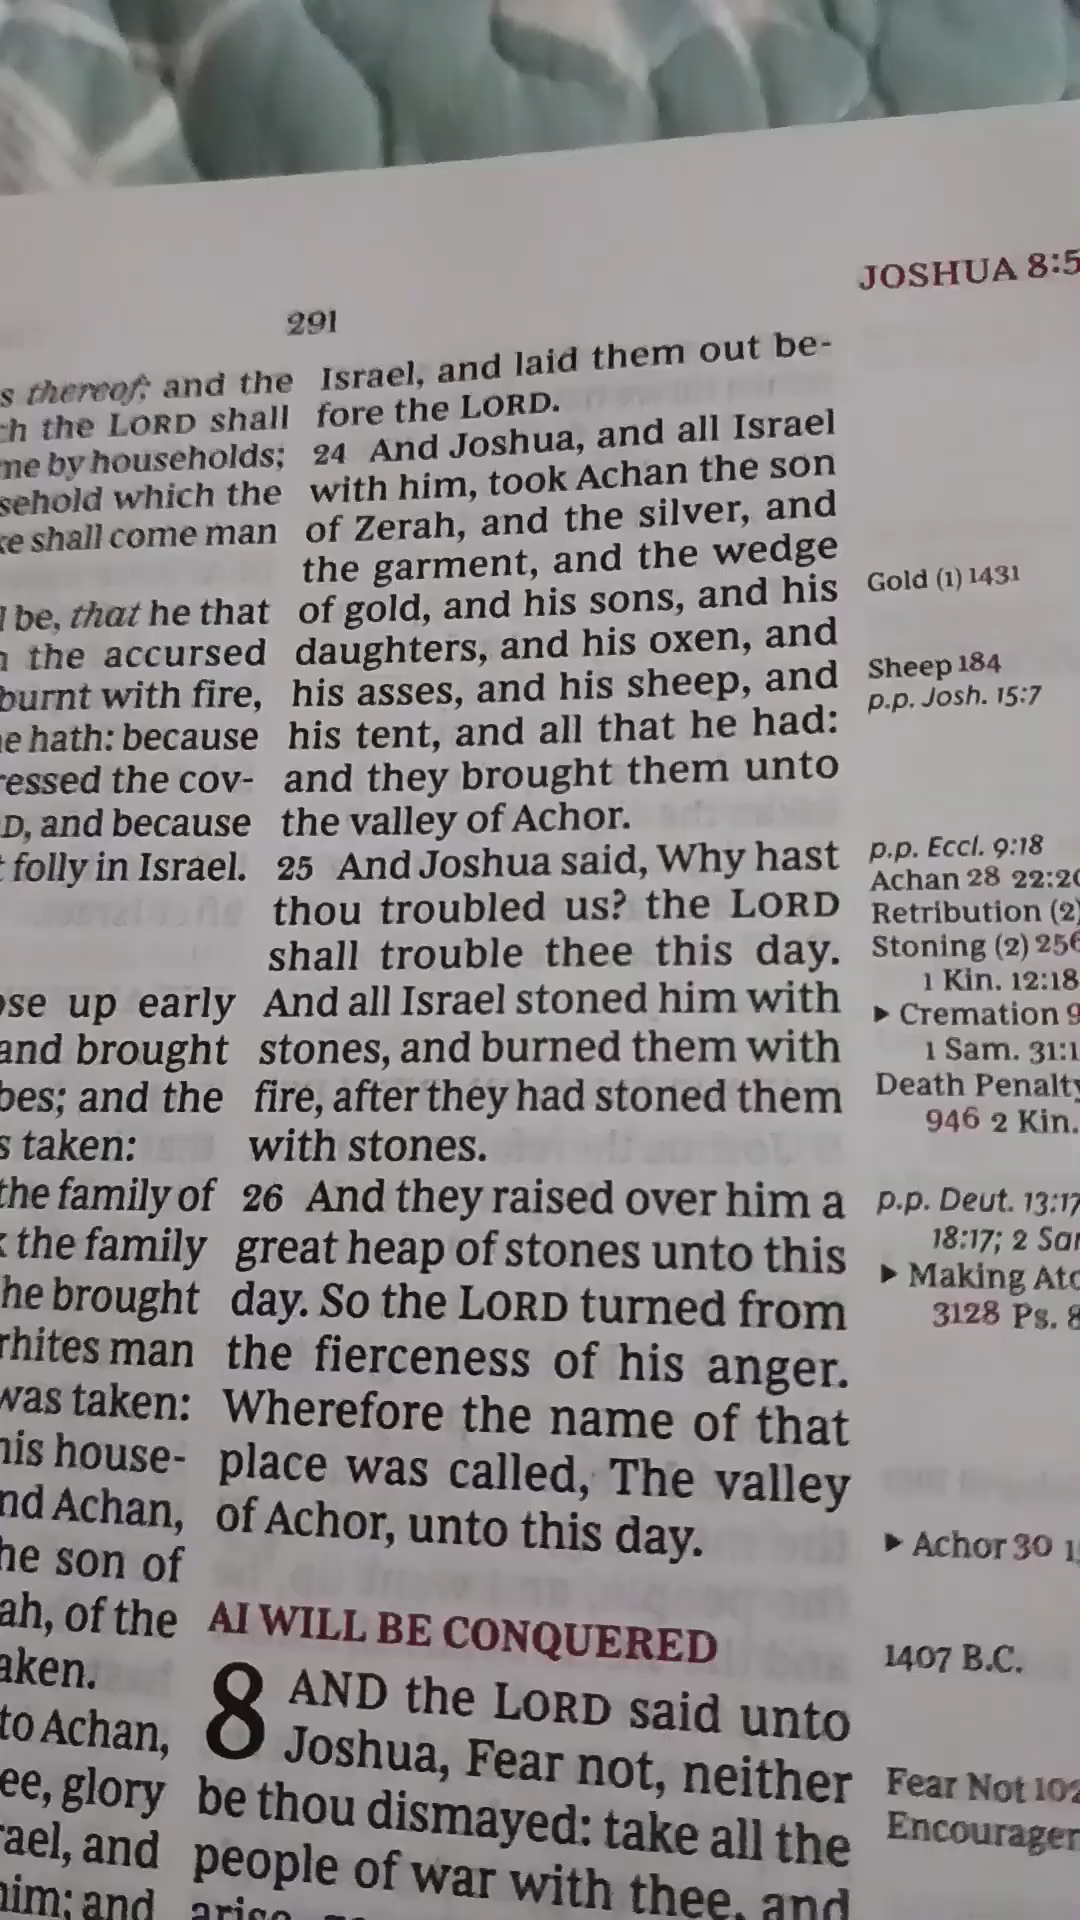 JOSHUA 8:5
291
s thereof; and the
ch the LORD shall
me by households;
sehold which the
shall come man
be, that he that
the accursed
burnt with fire,
he hath: because
ressed the cov-
D, and because
folly in Israel.
ose up early
and brought
bes; and the
s taken:
the family of
the family
he brought
rhites man
was taken:
his house-
nd Achan,
he son of
ah, of the
aken.
to Achan,
ee, glory
rael, and
him; and
Israel, and laid them out be-
fore the LORD.
24 And Joshua, and all Israel
with him, took Achan the son
of Zerah, and the silver, and
the garment, and the wedge
of gold, and his sons, and his
daughters, and his oxen, and
his asses, and his sheep, and
his tent, and all that he had:
and they brought them unto
the valley of Achor.
25 And Joshua said, Why hast
thou troubled us? the LORD
shall trouble thee this day.
And all Israel stoned him with
stones, and burned them with
fire, after they had stoned them
with stones.
26 And they raised over him a
great heap of stones unto this
day. So the LORD turned from
the fierceness of his anger.
Wherefore the name of that
place was called, The valley
of Achor, unto this day.
AI WILL BE CONQUERED
8 AND the LORD said unto
Joshua, Fear not, neither
be thou dismayed: take all the
people of war with thee, and
Gold (1) 1431
Sheep 184
p.p. Josh. 15:7
p.p. Eccl. 9:18
Achan 28 22:20
Retribution (2)
Stoning (2) 256
1 Kin. 12:18
▸ Cremation 9
1 Sam. 31:1
Death Penalty
946 2 Kin.
p.p. Deut. 13:17
18:17; 2 Sam
▸ Making Ato
3128 Ps. 8
▸ Achor 30 1
1407 B.C.
Fear Not 102
Encourager